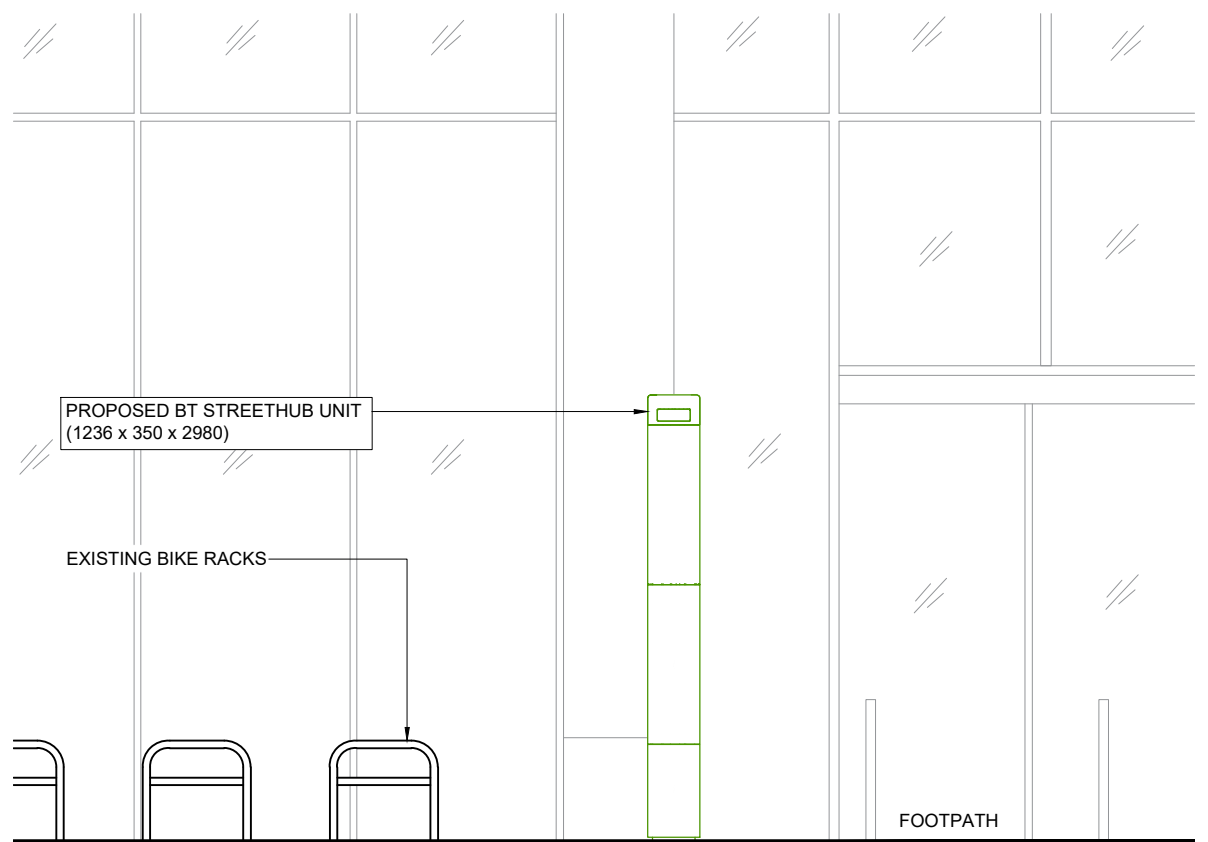 PROPOSED BT STREETHUB UNIT
(1236 x 350 x 2980)
EXISTING BIKE RACKS
FOOTPATH